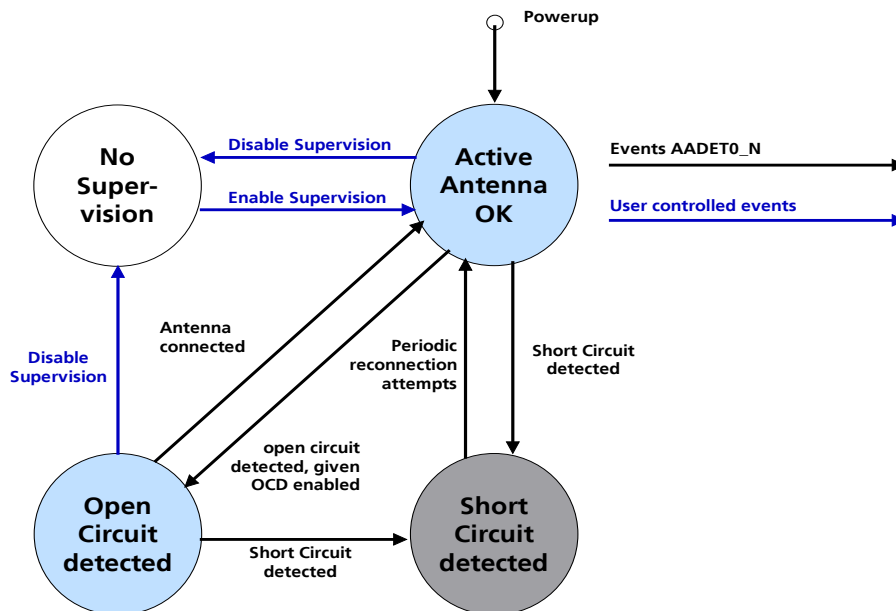 Powerup
No
Super-
vision
Disable Supervision
Enable Supervision
Active
Antenna
OK
Events AADET0_N
User controlled events
Disable
Supervision
Antenna
connected
Periodic
reconnection
attempts
Short Circuit
detected
open circuit
detected, given
OCD enabled
Open
Circuit
detected
Short Circuit
detected
Short
Circuit
detected